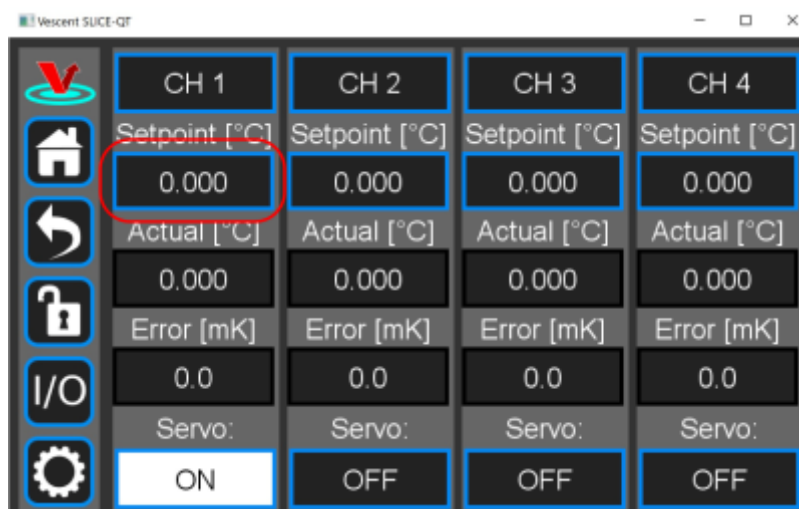 Vescent SLICE-QT
CH 1 CH 2 CH 3 CH 4
Setpoint [°C] Setpoint [°C] Setpoint [°C] Setpoint [°C]
0.000 0.000 0.000 0.000
Actual [°C] Actual [°C] Actual [°C] Actual [°C]
0.000 0.000 0.000 0.000
Error [mK] Error [mK] Error [mK] Error [mK]
I/O 0.0 0.0 0.0 0.0
Servo: Servo: Servo: Servo:
ON OFF OFF OFF